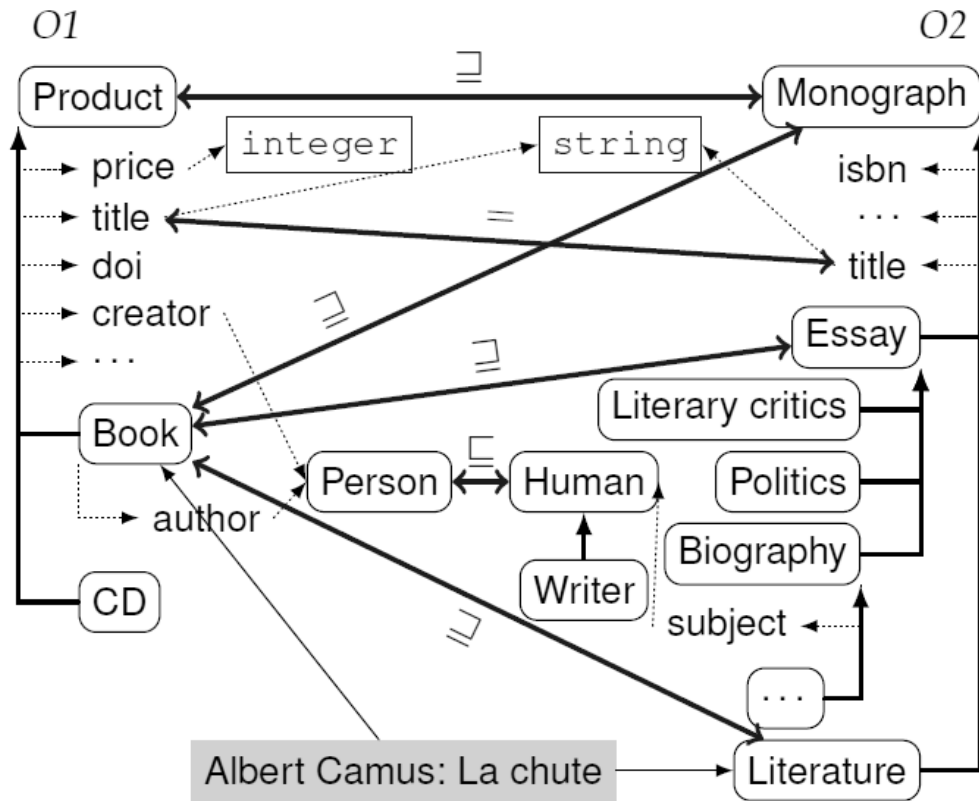 O1
O2
Product
⊒
Monograph
price
integer
string
isbn
title
=
...
doi
title
creator
⊒
Essay
...
⊒
Literary critics
Book
⊑
Person
Human
Politics
author
Biography
CD
Writer
⊒
subject
...
Albert Camus: La chute
Literature